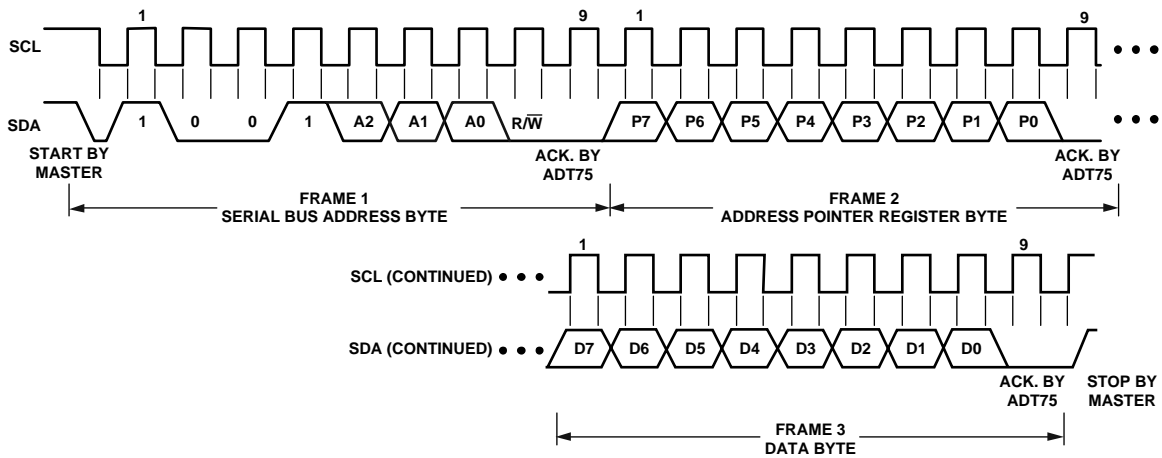 1 9 1 9
SCL
SDA 1 0 0 1 A2 A1 A0 R/W̅ P7 P6 P5 P4 P3 P2 P1 P0
START BY
MASTER
ACK. BY
ADT75
ACK. BY
ADT75
FRAME 1
SERIAL BUS ADDRESS BYTE
FRAME 2
ADDRESS POINTER REGISTER BYTE
1 9
SCL (CONTINUED)
SDA (CONTINUED) D7 D6 D5 D4 D3 D2 D1 D0
ACK. BY
ADT75
STOP BY
MASTER
FRAME 3
DATA BYTE